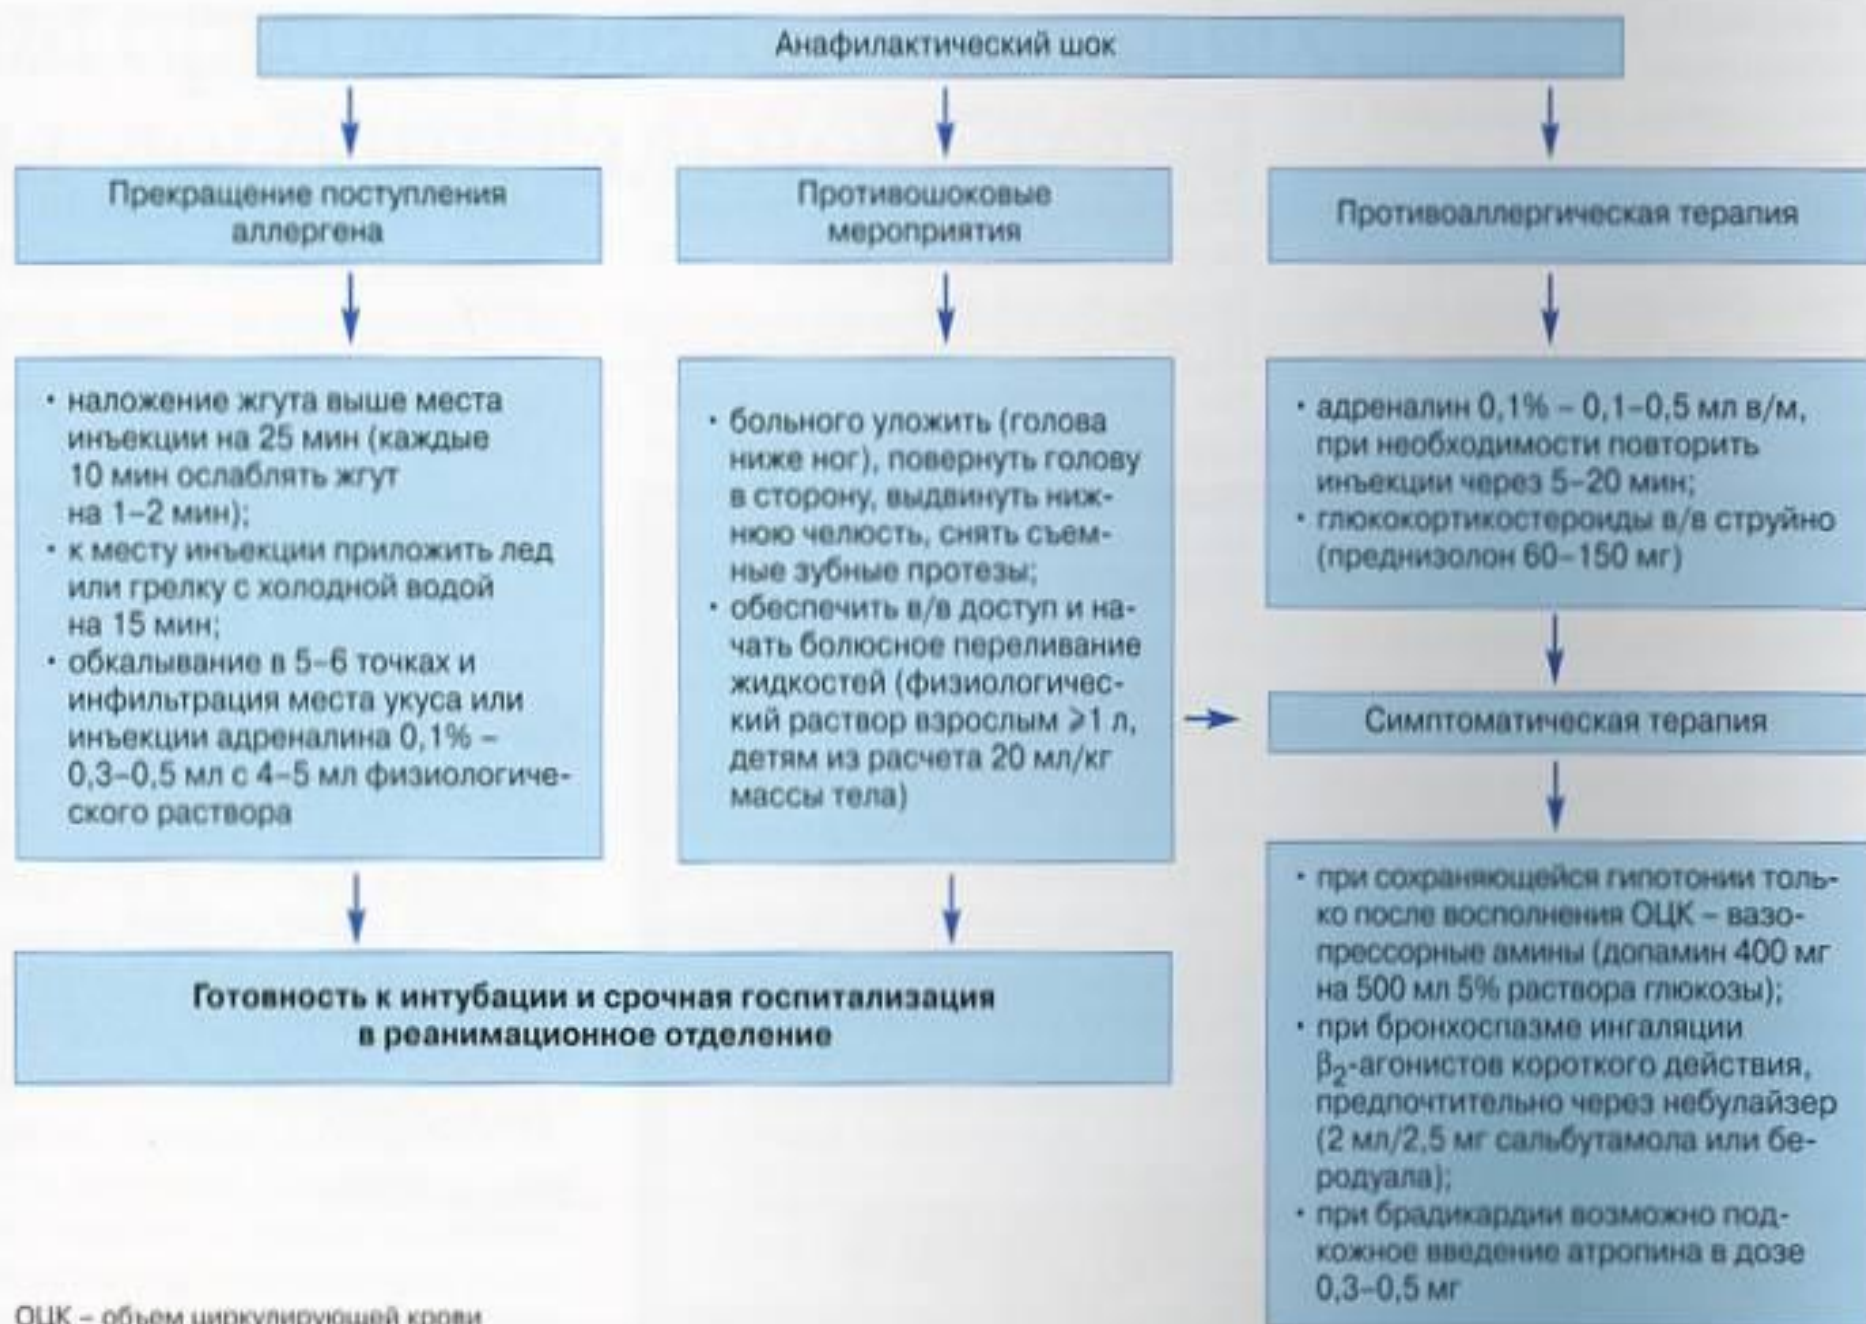 Анафилактический шок
Прекращение поступления
аллергена
Противошоковые
мероприятия
Противоаллергическая терапия
• наложение жгута выше места
инъекции на 25 мин (каждые
10 мин ослаблять жгут
на 1–2 мин);
• к месту инъекции приложить лед
или грелку с холодной водой
на 15 мин;
• обкалывание в 5–6 точках и
инфильтрация места укуса или
инъекции адреналина 0,1% –
0,3–0,5 мл с 4–5 мл физиологиче-
ского раствора
• больного уложить (голова
ниже ног), повернуть голову
в сторону, выдвинуть ниж-
нюю челюсть, снять съем-
ные зубные протезы;
• обеспечить в/в доступ и на-
чать болюсное переливание
жидкостей (физиологичес-
кий раствор взрослым ⩾1 л,
детям из расчета 20 мл/кг
массы тела)
• адреналин 0,1% – 0,1–0,5 мл в/м,
при необходимости повторить
инъекции через 5–20 мин;
• глюкокортикостероиды в/в струйно
(преднизолон 60–150 мг)
Симптоматическая терапия
• при сохраняющейся гипотонии толь-
ко после восполнения ОЦК – вазо-
прессорные амины (допамин 400 мг
на 500 мл 5% раствора глюкозы);
• при бронхоспазме ингаляции
β₂-агонистов короткого действия,
предпочтительно через небулайзер
(2 мл/2,5 мг сальбутамола или бе-
родуала);
• при брадикардии возможно под-
кожное введение атропина в дозе
0,3–0,5 мг
Готовность к интубации и срочная госпитализация
в реанимационное отделение
ОЦК – объем циркулирующей крови